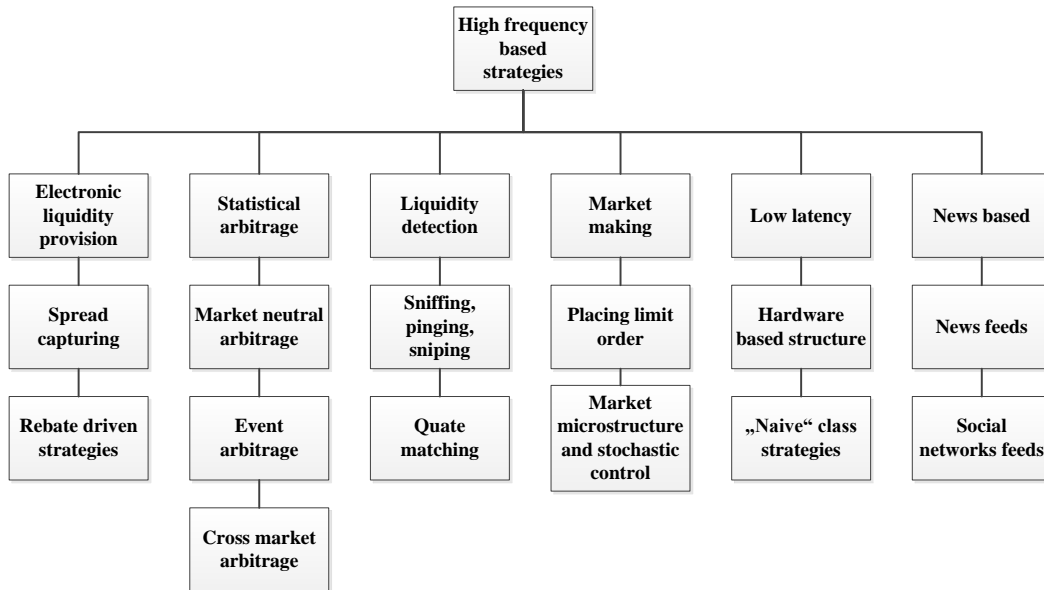 High frequency
based
strategies
Electronic
liquidity
provision
Statistical
arbitrage
Liquidity
detection
Market
making
Low latency
News based
Spread
capturing
Market neutral
arbitrage
Sniffing,
pinging,
sniping
Placing limit
order
Hardware
based structure
News feeds
Rebate driven
strategies
Event
arbitrage
Quate
matching
Market
microstructure
and stochastic
control
„Naive“ class
strategies
Social
networks feeds
Cross market
arbitrage